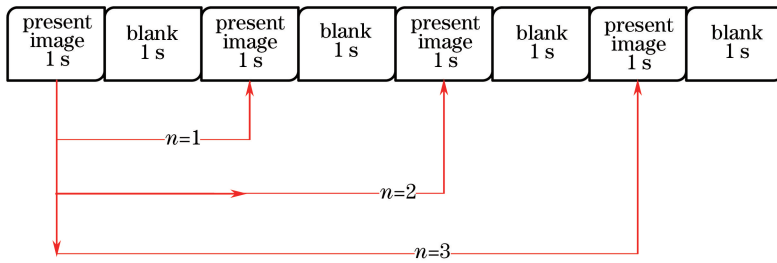 present
image
1 s
blank
1 s
present
image
1 s
blank
1 s
present
image
1 s
blank
1 s
present
image
1 s
blank
1 s
n=1
n=2
n=3